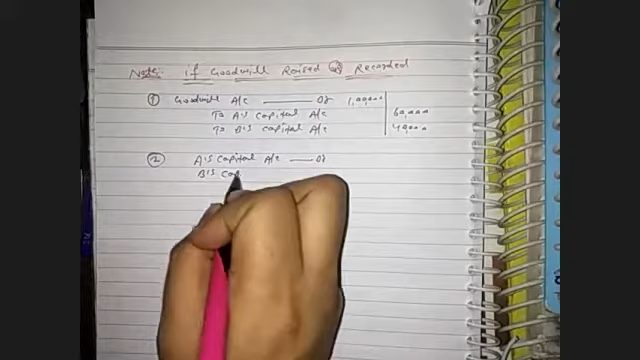 Note: if Goodwill Raised or Recorded
① Goodwill A/c —— Dr 1,00,000
To A's Capital A/c 60,000
To B's Capital A/c 40,000
② A's Capital A/c —— Dr
B's Cap